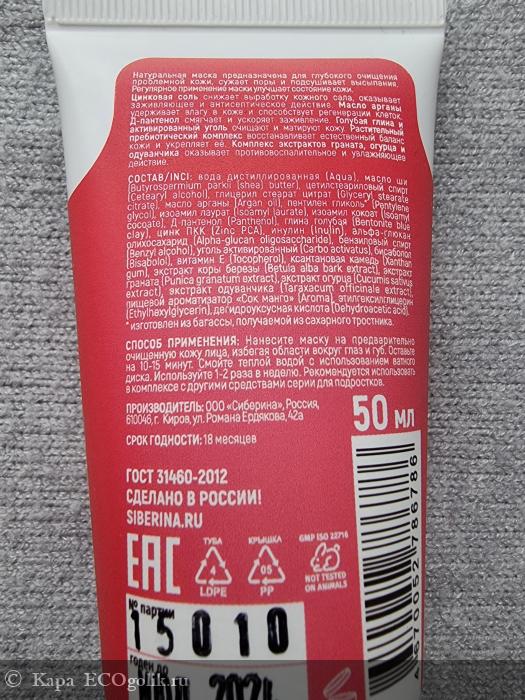 Натуральная маска предназначена для глубокого очищения
проблемной кожи, сужает поры и подсушивает высыпания.
Регулярное применение маски улучшает состояние кожи.
Цинковая соль снижает выработку кожного сала, оказывает
заживляющее и антисептическое действие. Масло арганы
удерживает влагу в коже и способствует регенерации клеток.
Д-пантенол смягчает и ускоряет заживление. Голубая глина и
активированный уголь очищают и матируют кожу. Растительный
пребиотический комплекс восстанавливает естественный баланс
кожи и укрепляет её. Комплекс экстрактов граната, огурца и
одуванчика оказывает противовоспалительное и увлажняющее
действие.
СОСТАВ/INCI: вода дистиллированная (Aqua), масло ши
(Butyrospermum parkii (shea) butter), цетилстеариловый спирт
(Cetearyl alcohol), глицерил стеарат цитрат (Glyceryl stearate
citrate), масло арганы (Argan oil), пентилен гликоль* (Pentylene
glycol), изоамил лаурат (Isoamyl laurate), изоамил кокоат (Isoamyl
cocoate), Д-пантенол (Panthenol), глина голубая (Bentonite blue
clay), цинк ПКК (Zinc PCA), инулин (Inulin), альфа-глюкан
олигосахарид (Alpha-glucan oligosaccharide), бензиловый спирт
(Benzyl alcohol), уголь активированный (Carbo activatus), бисаболол
(Bisabolol), витамин Е (Tocopherol), ксантановая камедь (Xanthan
gum), экстракт коры березы (Betula alba bark extract), экстракт
граната (Punica granatum extract), экстракт огурца (Cucumis sativus
extract), экстракт одуванчика (Taraxacum officinale extract),
пищевой ароматизатор «Сок манго» (Aroma), этилгексилглицерин
(Ethylhexylglycerin), дегидроацетовая кислота (Dehydroacetic acid).
* изготовлен из багассы, получаемой из сахарного тростника.
СПОСОБ ПРИМЕНЕНИЯ: Нанесите маску на предварительно
очищенную кожу лица, избегая области вокруг глаз и губ. Оставьте
на 10-15 минут. Смойте теплой водой с использованием ватного
диска. Используйте 1-2 раза в неделю. Рекомендуется использовать
в комплексе с другими средствами серии для подростков.
ПРОИЗВОДИТЕЛЬ: ООО «Сиберина», Россия,
610046, г. Киров, ул. Романа Ердякова, 42а
50 мл
СРОК ГОДНОСТИ: 18 месяцев
ГОСТ 31460-2012
СДЕЛАНО В РОССИИ!
SIBERINA.RU
EAC
ТУБА
4
LDPE
КРЫШКА
05
PP
GMP ISO 22716
NOT TESTED
ON ANIMALS
4 670052 786786
№ партии
15010
годен до
2024
© Кара ECOgolik.ru